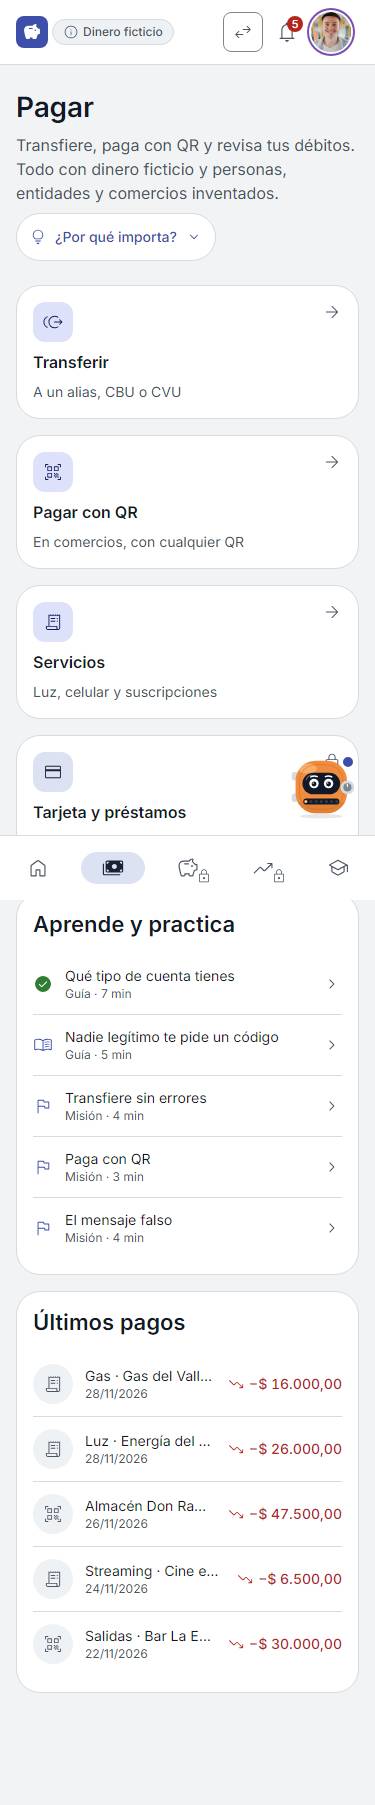 Dinero ficticio
5
Pagar
Transfiere, paga con QR y revisa tus débitos.
Todo con dinero ficticio y personas,
entidades y comercios inventados.
¿Por qué importa?
Transferir
A un alias, CBU o CVU
Pagar con QR
En comercios, con cualquier QR
Servicios
Luz, celular y suscripciones
Tarjeta y préstamos
Aprende y practica
Qué tipo de cuenta tienes
Guía · 7 min
Nadie legítimo te pide un código
Guía · 5 min
Transfiere sin errores
Misión · 4 min
Paga con QR
Misión · 3 min
El mensaje falso
Misión · 4 min
Últimos pagos
Gas · Gas del Vall... −$ 16.000,00
28/11/2026
Luz · Energía del ... −$ 26.000,00
28/11/2026
Almacén Don Ra... −$ 47.500,00
26/11/2026
Streaming · Cine e... −$ 6.500,00
24/11/2026
Salidas · Bar La E... −$ 30.000,00
22/11/2026